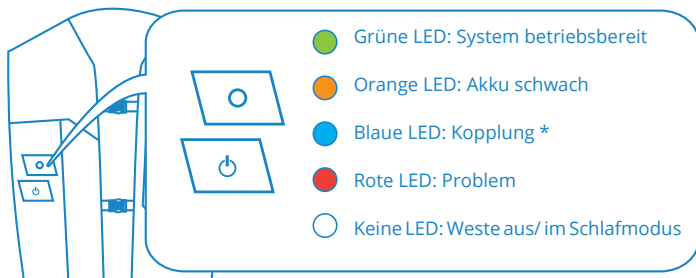 Grüne LED: System betriebsbereit
Orange LED: Akku schwach
Blaue LED: Kopplung *
Rote LED: Problem
Keine LED: Weste aus/ im Schlafmodus